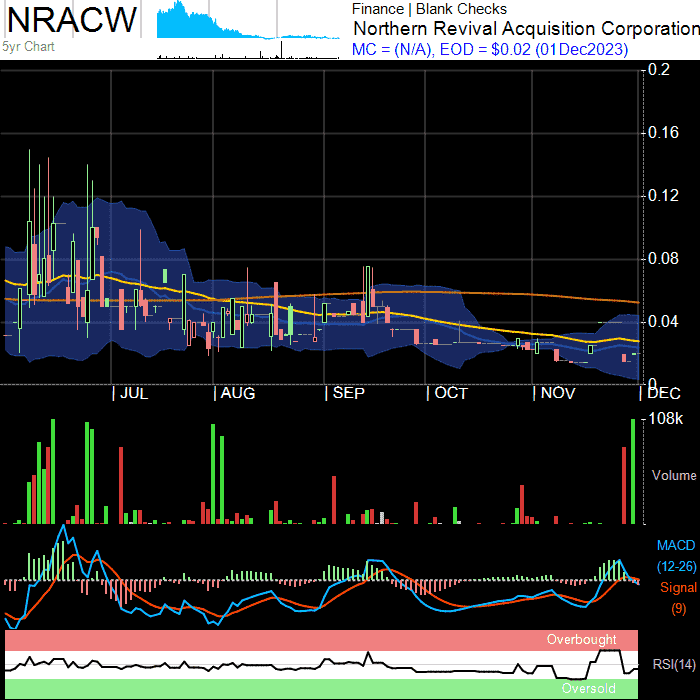 NRACW
5yr Chart
Finance | Blank Checks
Northern Revival Acquisition Corporation
MC = (N/A), EOD = $0.02 (01Dec2023)
0.2
0.16
0.12
0.08
0.04
0
| JUL | AUG | SEP | OCT | NOV | DEC
108k
Volume
MACD
(12-26)
Signal
(9)
Overbought
RSI(14)
Oversold